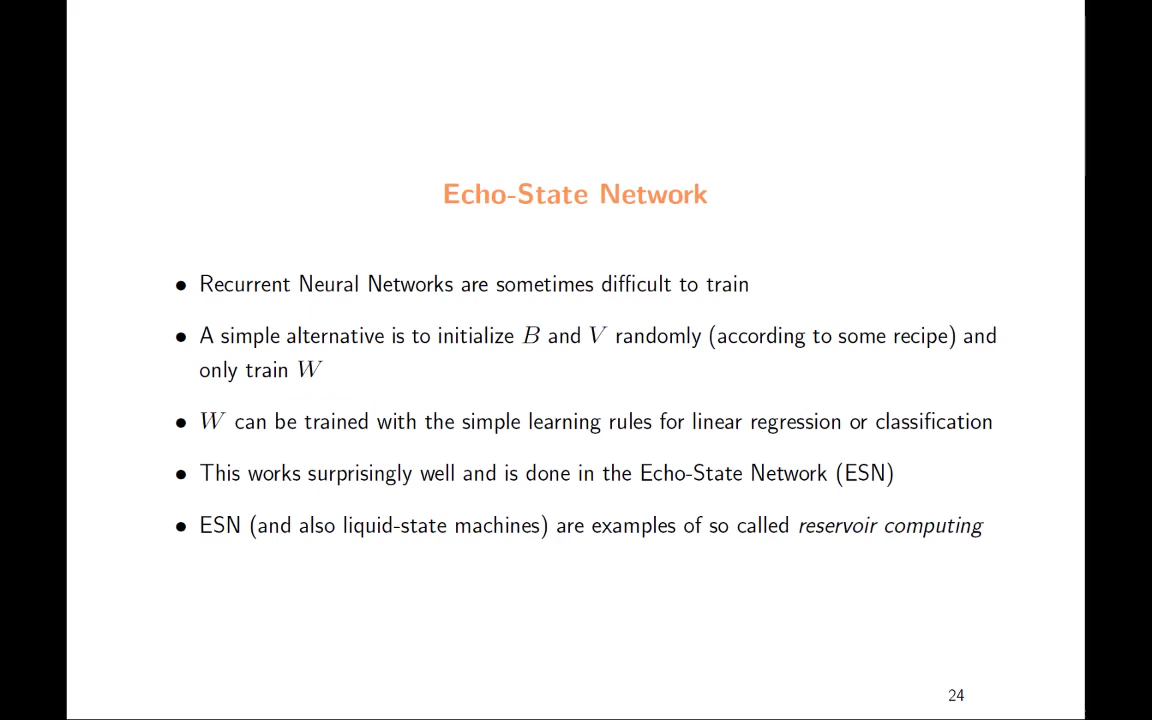 Echo-State Network
• Recurrent Neural Networks are sometimes difficult to train
• A simple alternative is to initialize B and V randomly (according to some recipe) and
only train W
• W can be trained with the simple learning rules for linear regression or classification
• This works surprisingly well and is done in the Echo-State Network (ESN)
• ESN (and also liquid-state machines) are examples of so called reservoir computing
24